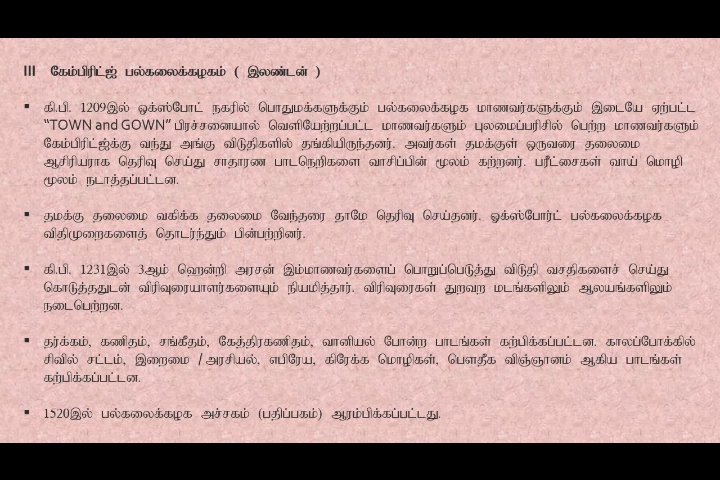 III கேம்பிரிட்ஜ் பல்கலைக்கழகம் ( இலண்டன் )
▪ கி.பி. 1209இல் ஒக்ஸ்போட் நகரில் பொதுமக்களுக்கும் பல்கலைக்கழக மாணவர்களுக்கும் இடையே ஏற்பட்ட
“TOWN and GOWN” பிரச்சனையால் வெளியேற்றப்பட்ட மாணவர்களும் புலமைப்பரிசில் பெற்ற மாணவர்களும்
கேம்பிரிட்ஜ்க்கு வந்து அங்கு விடுதிகளில் தங்கியிருந்தனர். அவர்கள் தமக்குள் ஒருவரை தலைமை
ஆசிரியராக தெரிவு செய்து சாதாரண பாடநெறிகளை வாசிப்பின் மூலம் கற்றனர். பரீட்சைகள் வாய் மொழி
மூலம் நடாத்தப்பட்டன.
▪ தமக்கு தலைமை வகிக்க தலைமை வேந்தரை தாமே தெரிவு செய்தனர். ஓக்ஸ்போர்ட் பல்கலைக்கழக
விதிமுறைகளைத் தொடர்ந்தும் பின்பற்றினர்.
▪ கி.பி. 1231இல் 3ஆம் ஹென்றி அரசன் இம்மாணவர்களைப் பொறுப்பெடுத்து விடுதி வசதிகளைச் செய்து
கொடுத்ததுடன் விரிவுரையாளர்களையும் நியமித்தார். விரிவுரைகள் துறவற மடங்களிலும் ஆலயங்களிலும்
நடைபெற்றன.
▪ தர்க்கம், கணிதம், சங்கீதம், கேத்திரகணிதம், வானியல் போன்ற பாடங்கள் கற்பிக்கப்பட்டன. காலப்போக்கில்
சிவில் சட்டம், இறைமை / அரசியல், எபிரேய, கிரேக்க மொழிகள், பௌதீக விஞ்ஞானம் ஆகிய பாடங்கள்
கற்பிக்கப்பட்டன.
▪ 1520இல் பல்கலைக்கழக அச்சகம் (பதிப்பகம்) ஆரம்பிக்கப்பட்டது.